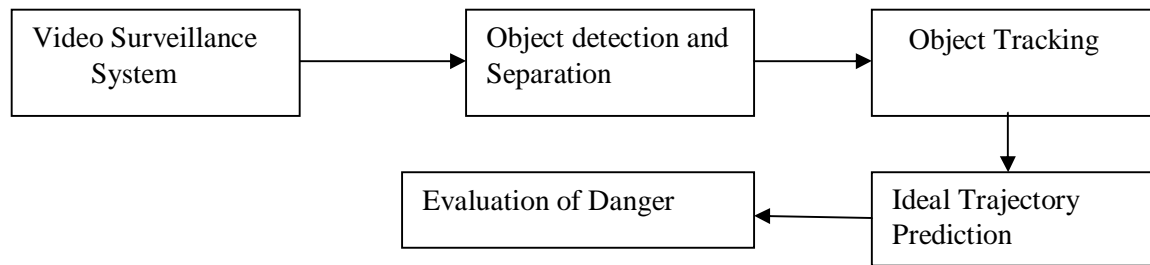 Video Surveillance
System
Object detection and
Separation
Object Tracking
Evaluation of Danger
Ideal Trajectory
Prediction